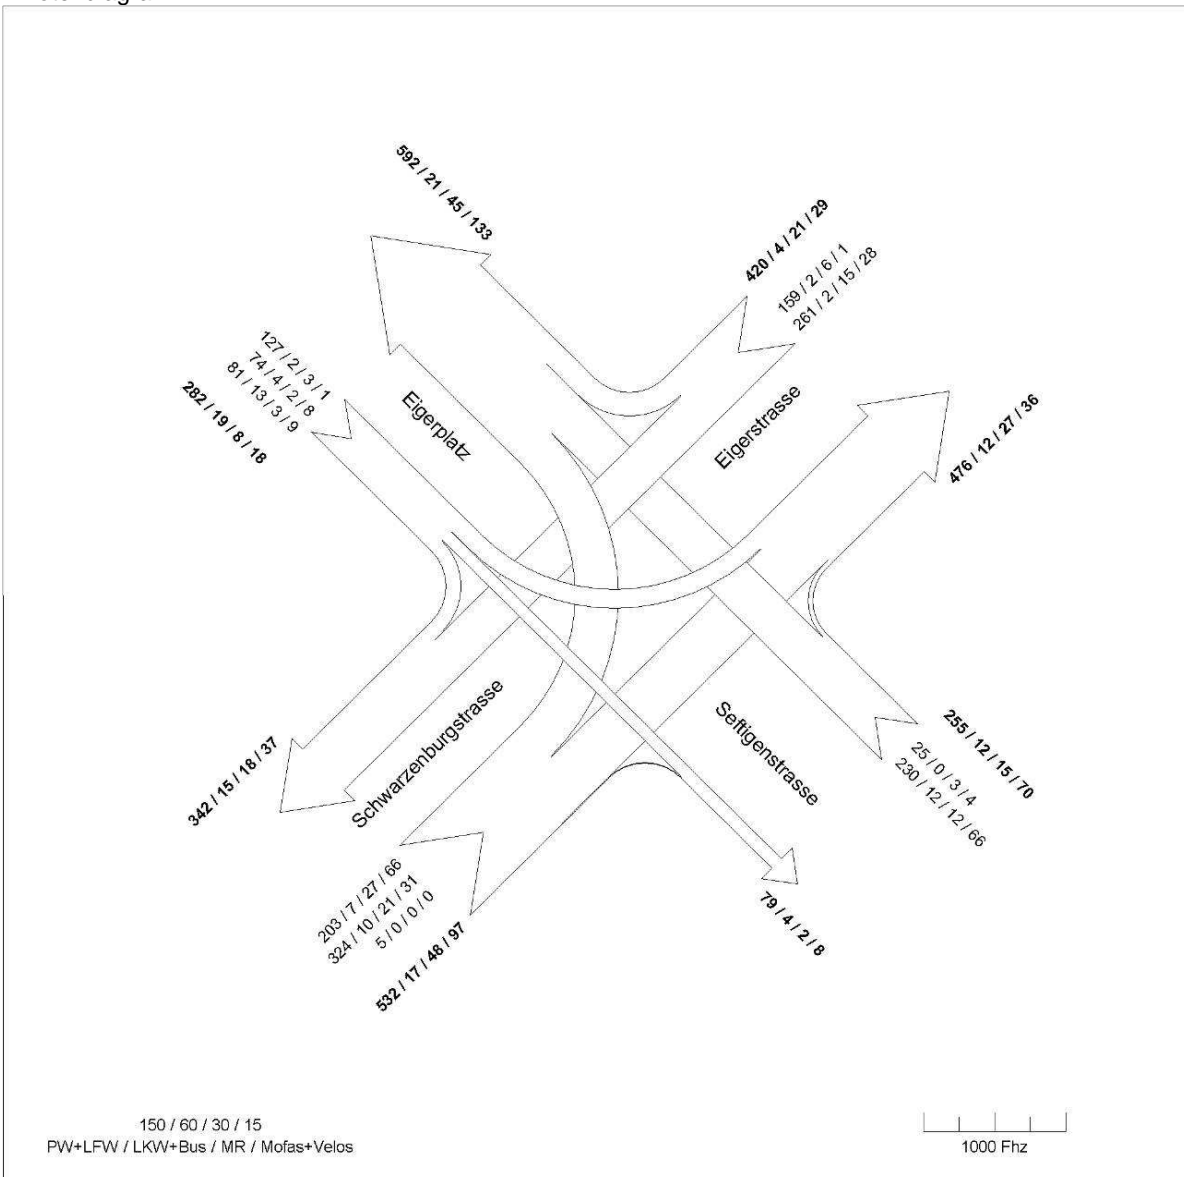 592 / 21 / 45 / 133
420 / 4 / 21 / 29
159 / 2 / 6 / 1
261 / 2 / 15 / 28
127 / 2 / 3 / 1
74 / 4 / 2 / 8
81 / 13 / 3 / 9
282 / 19 / 8 / 18
Eigerplatz
Eigerstrasse
476 / 12 / 27 / 36
Schwarzenburgstrasse
Seftigenstrasse
255 / 12 / 15 / 70
25 / 0 / 3 / 4
230 / 12 / 12 / 66
342 / 15 / 18 / 37
203 / 7 / 27 / 66
324 / 10 / 21 / 31
5 / 0 / 0 / 0
532 / 17 / 48 / 97
79 / 4 / 2 / 8
150 / 60 / 30 / 15
PW+LFW / LKW+Bus / MR / Mofas+Velos
1000 Fhz